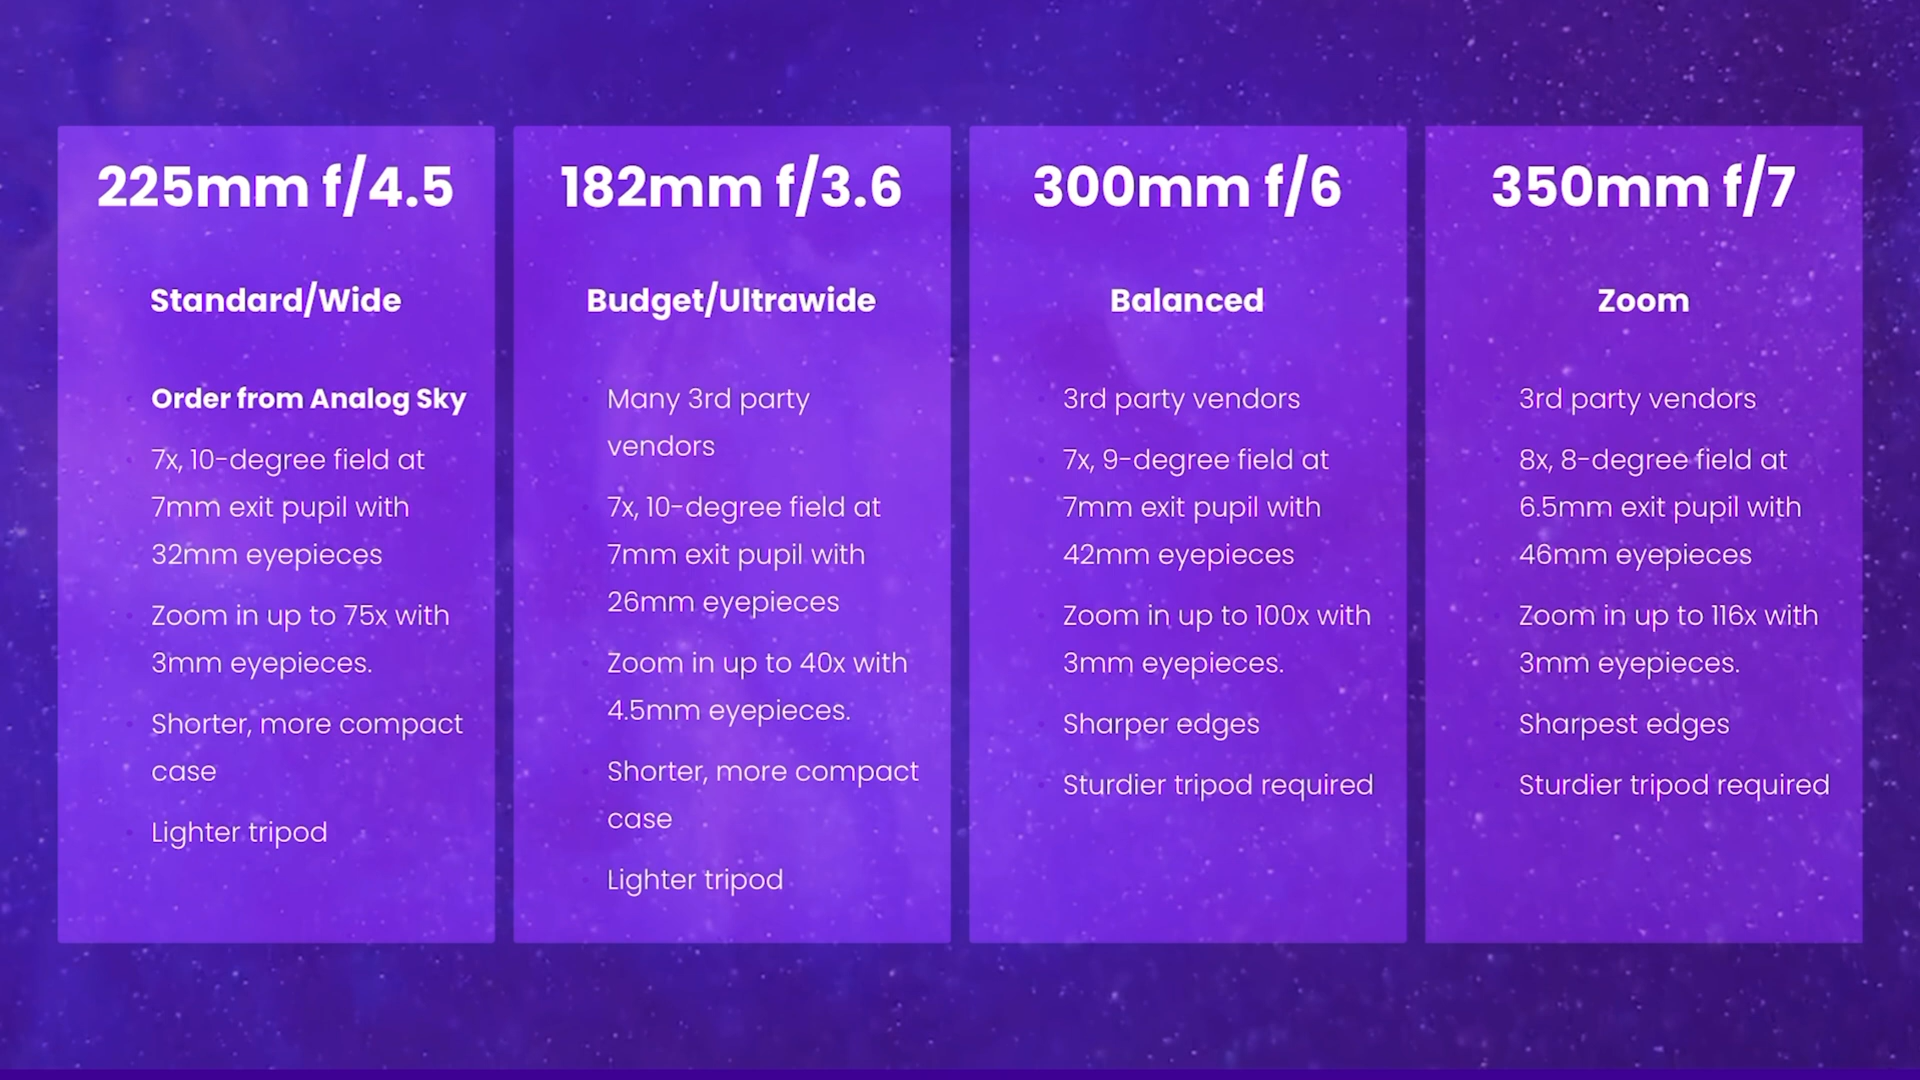 225mm f/4.5
Standard/Wide
Order from Analog Sky
7x, 10-degree field at
7mm exit pupil with
32mm eyepieces
Zoom in up to 75x with
3mm eyepieces.
Shorter, more compact
case
Lighter tripod
182mm f/3.6
Budget/Ultrawide
Many 3rd party
vendors
7x, 10-degree field at
7mm exit pupil with
26mm eyepieces
Zoom in up to 40x with
4.5mm eyepieces.
Shorter, more compact
case
Lighter tripod
300mm f/6
Balanced
3rd party vendors
7x, 9-degree field at
7mm exit pupil with
42mm eyepieces
Zoom in up to 100x with
3mm eyepieces.
Sharper edges
Sturdier tripod required
350mm f/7
Zoom
3rd party vendors
8x, 8-degree field at
6.5mm exit pupil with
46mm eyepieces
Zoom in up to 116x with
3mm eyepieces.
Sharpest edges
Sturdier tripod required